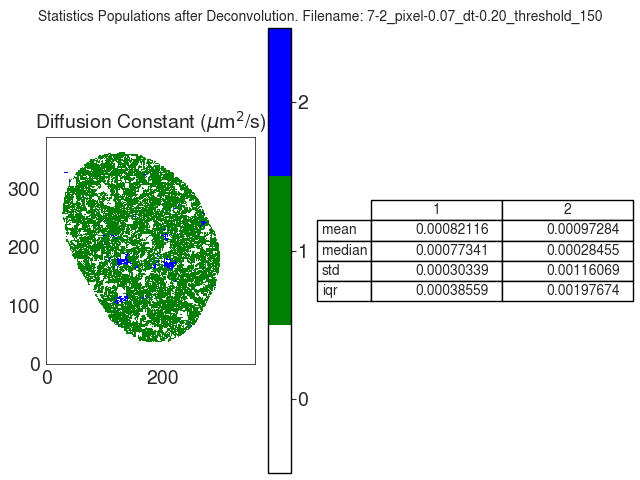 Statistics Populations after Deconvolution. Filename: 7-2_pixel-0.07_dt-0.20_threshold_150
Diffusion Constant (μm²/s)
300
200
100
0
0 200
2
1
0
1 2
mean 0.00082116 0.00097284
median 0.00077341 0.00028455
std 0.00030339 0.00116069
iqr 0.00038559 0.00197674